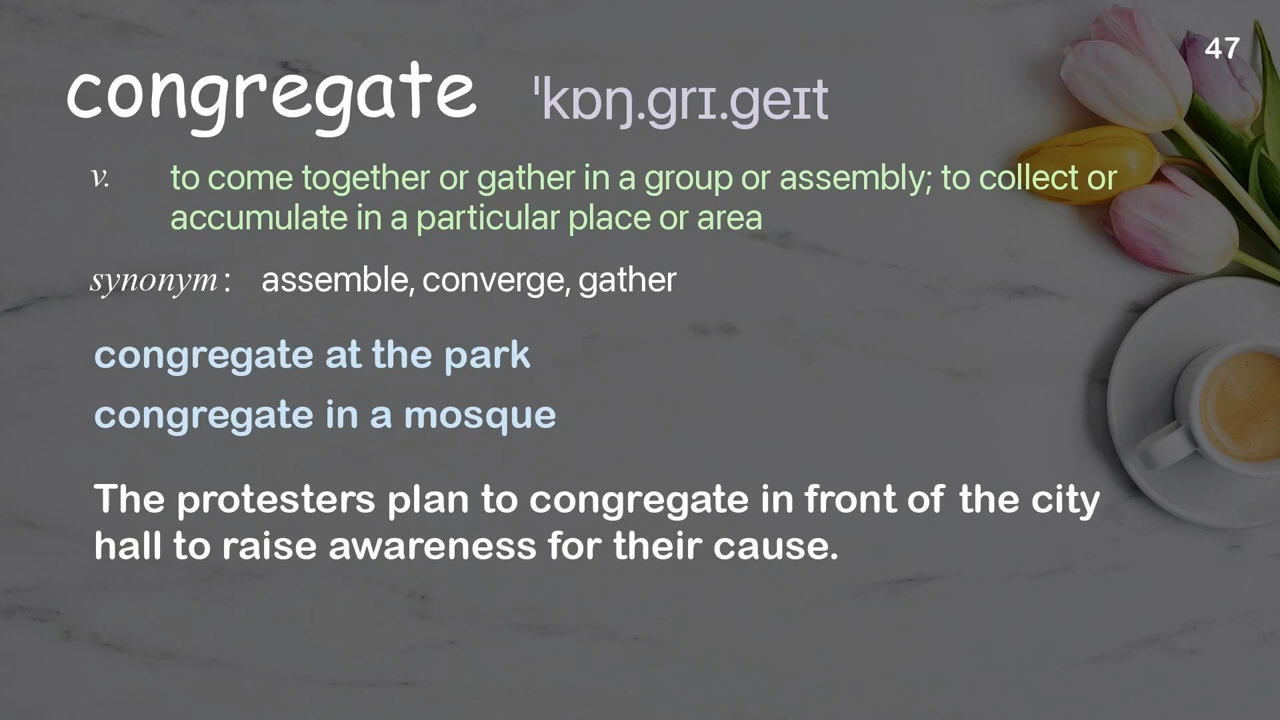 47
congregate ˈkɒŋ.grɪ.geɪt
v. to come together or gather in a group or assembly; to collect or
accumulate in a particular place or area
synonym: assemble, converge, gather
congregate at the park
congregate in a mosque
The protesters plan to congregate in front of the city
hall to raise awareness for their cause.